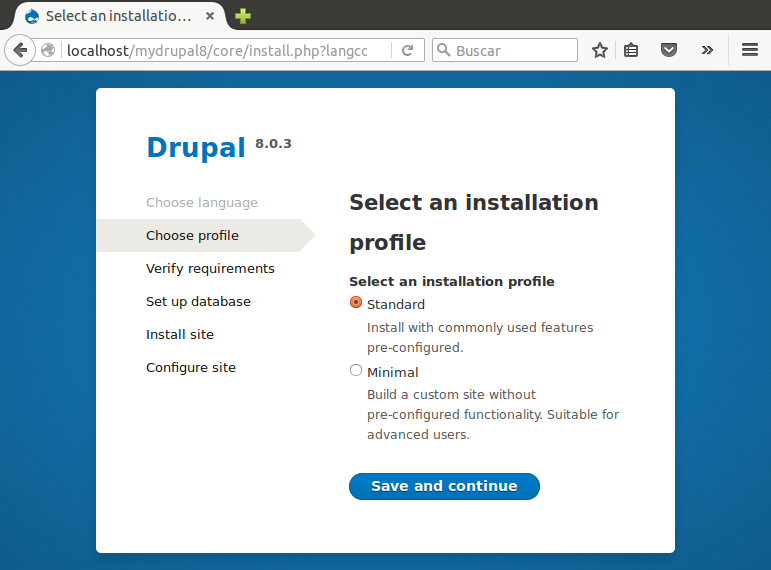 Select an installatio...
localhost/mydrupal8/core/install.php?langcc
Buscar
Drupal 8.0.3
Choose language
Choose profile
Verify requirements
Set up database
Install site
Configure site
Select an installation
profile
Select an installation profile
Standard
Install with commonly used features
pre-configured.
Minimal
Build a custom site without
pre-configured functionality. Suitable for
advanced users.
Save and continue